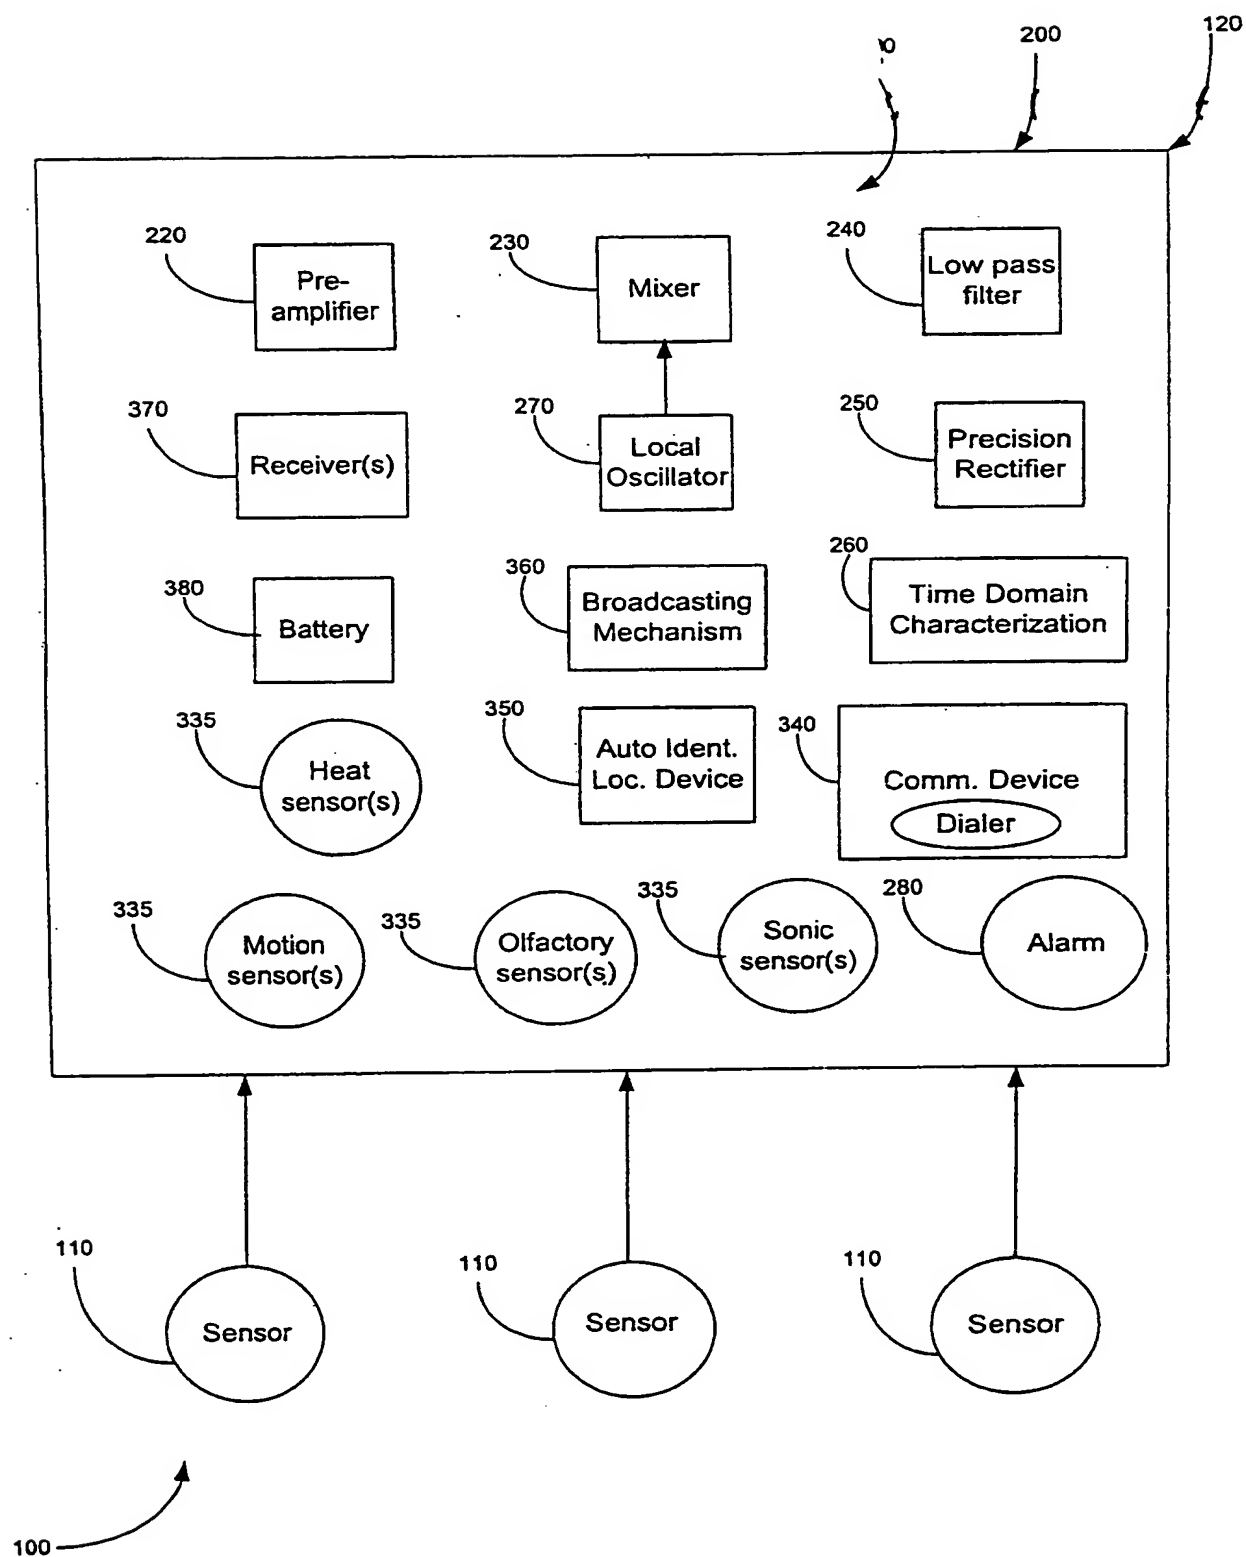 200
120
220
Pre-
amplifier
230
Mixer
240
Low pass
filter
370
Receiver(s)
270
Local
Oscillator
250
Precision
Rectifier
380
Battery
360
Broadcasting
Mechanism
260
Time Domain
Characterization
335
Heat
sensor(s)
350
Auto Ident.
Loc. Device
340
Comm. Device
Dialer
335
Motion
sensor(s)
335
Olfactory
sensor(s)
335
Sonic
sensor(s)
280
Alarm
110
Sensor
110
Sensor
110
Sensor
100